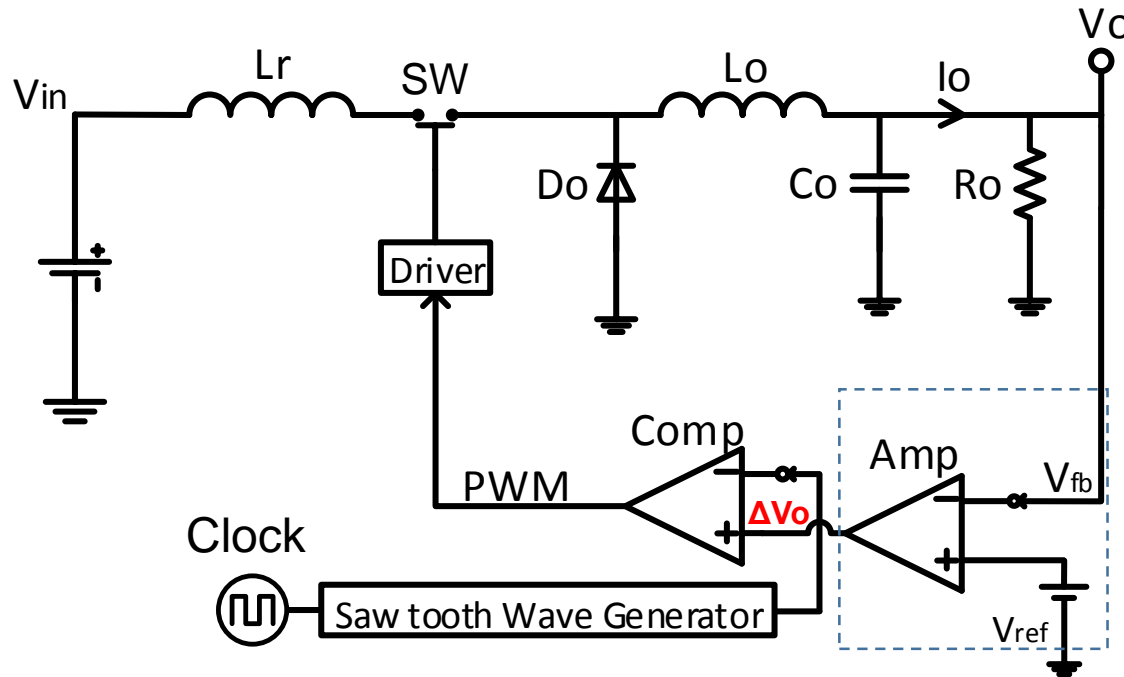 Vo
Lr
SW
Lo
Io
Vin
Do
Co
Ro
+
Driver
Comp
Amp
PWM
Vfb
ΔVo
+
+
Clock
Saw tooth Wave Generator
Vref